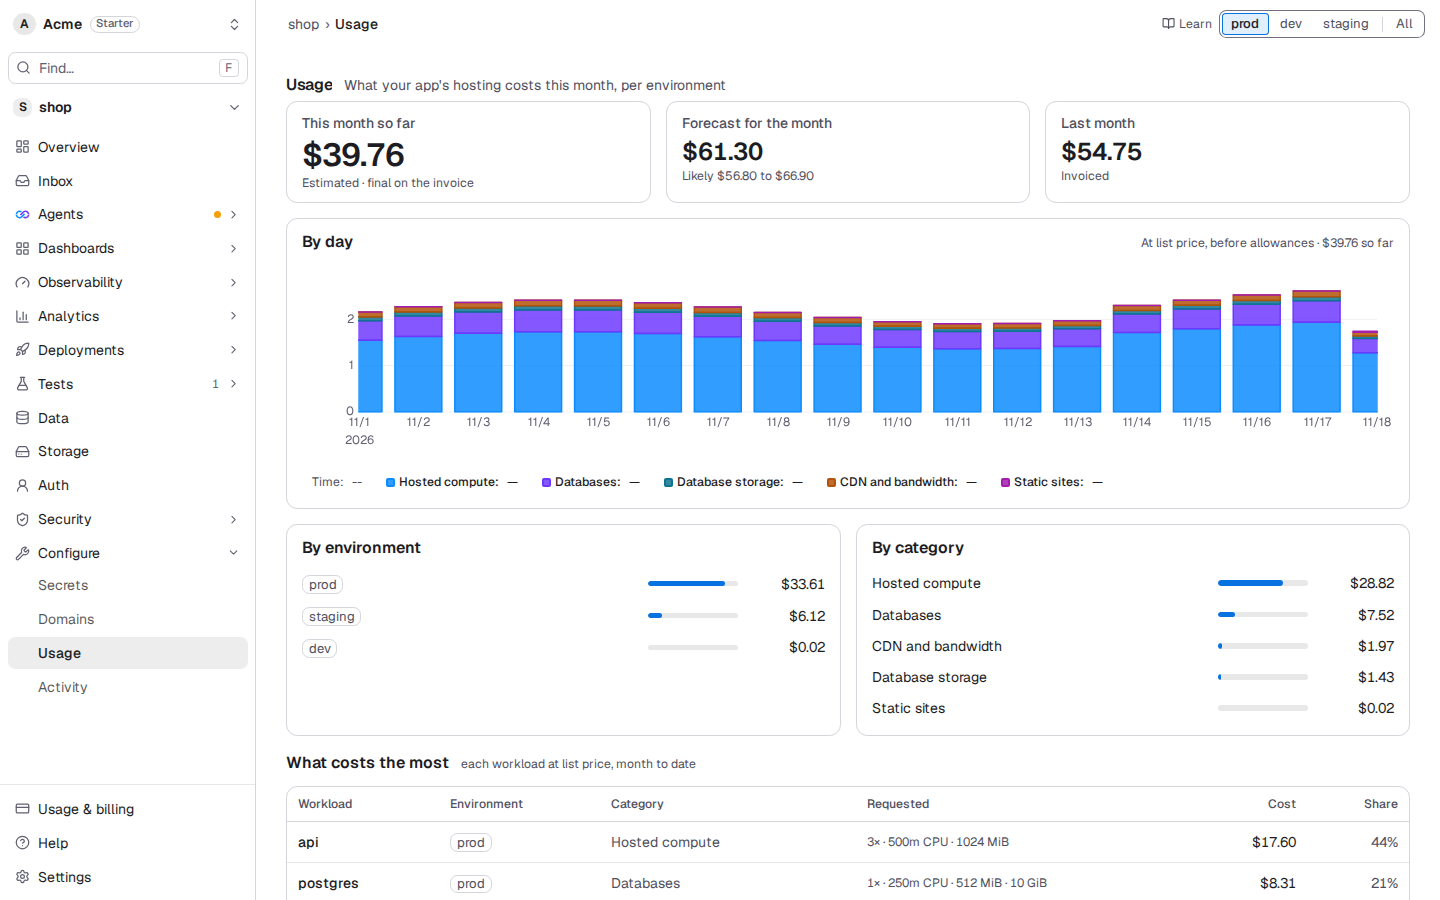 A Acme Starter
Find... F
S shop
Overview
Inbox
Agents
Dashboards
Observability
Analytics
Deployments
Tests 1
Data
Storage
Auth
Security
Configure
Secrets
Domains
Usage
Activity
Usage & billing
Help
Settings
shop › Usage
Learn prod dev staging All
Usage What your app's hosting costs this month, per environment
This month so far
$39.76
Estimated · final on the invoice
Forecast for the month
$61.30
Likely $56.80 to $66.90
Last month
$54.75
Invoiced
By day At list price, before allowances · $39.76 so far
2
1
0
11/1 11/2 11/3 11/4 11/5 11/6 11/7 11/8 11/9 11/10 11/11 11/12 11/13 11/14 11/15 11/16 11/17 11/18
2026
Time: -- Hosted compute: — Databases: — Database storage: — CDN and bandwidth: — Static sites: —
By environment
prod $33.61
staging $6.12
dev $0.02
By category
Hosted compute $28.82
Databases $7.52
CDN and bandwidth $1.97
Database storage $1.43
Static sites $0.02
What costs the most each workload at list price, month to date
Workload Environment Category Requested Cost Share
api prod Hosted compute 3× · 500m CPU · 1024 MiB $17.60 44%
postgres prod Databases 1× · 250m CPU · 512 MiB · 10 GiB $8.31 21%